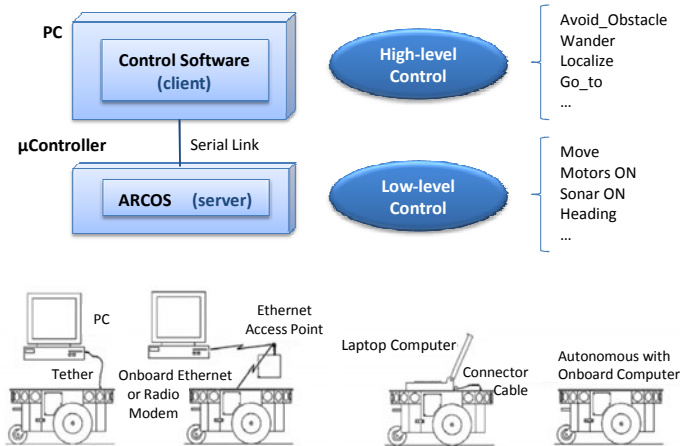 PC
Control Software
(client)
High-level
Control
Avoid_Obstacle
Wander
Localize
Go_to
...
µController
Serial Link
ARCOS (server)
Low-level
Control
Move
Motors ON
Sonar ON
Heading
...
PC
Tether
Onboard Ethernet
or Radio
Modem
Ethernet
Access Point
Laptop Computer
Connector
Cable
Autonomous with
Onboard Computer